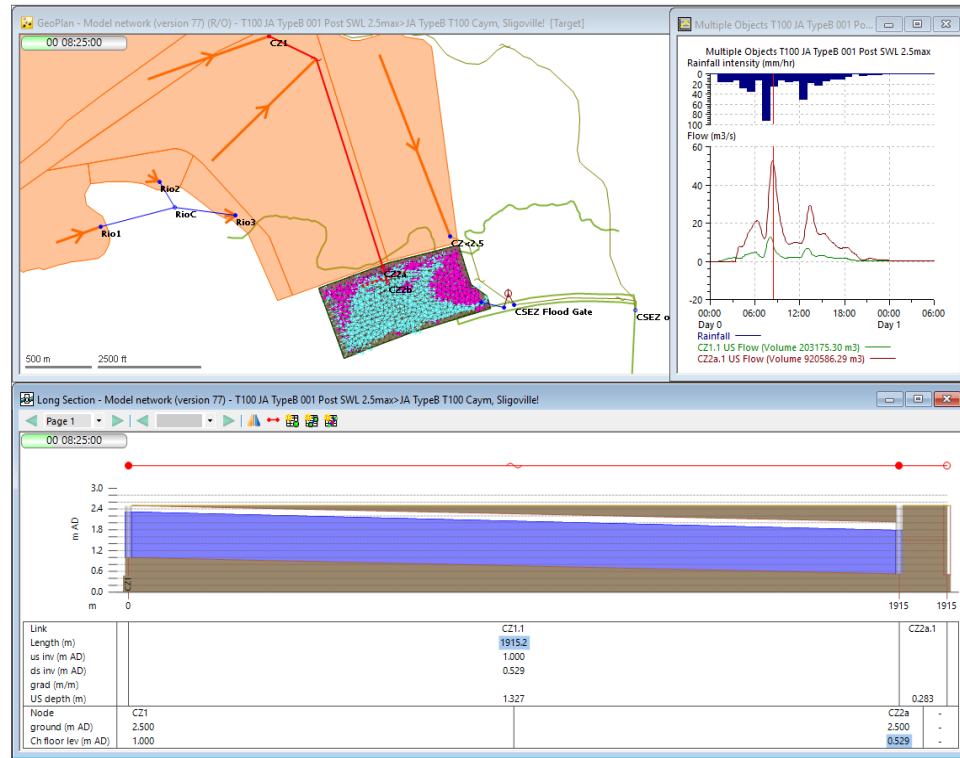 GeoPlan - Model network (version 77) (R/O) - T100 JA TypeB 001 Post SWL 2.5max>JA TypeB T100 Caym, Sligoville! [Target]
00 08:25:00
CZ1
Rio2
RioC
Rio1
Rio3
CZ<2.5
CZ2a
CZ2b
CSEZ Flood Gate
CSEZ o
500 m
2500 ft
Multiple Objects T100 JA TypeB 001 Po...
Multiple Objects T100 JA TypeB 001 Post SWL 2.5max
Rainfall intensity (mm/hr)
0
20
40
60
80
100
Flow (m3/s)
60
40
20
0
-20
00:00 06:00 12:00 18:00 00:00 06:00
Day 0 Day 1
Rainfall
CZ1.1 US Flow (Volume 203175.30 m3)
CZ2a.1 US Flow (Volume 920586.29 m3)
Long Section - Model network (version 77) - T100 JA TypeB 001 Post SWL 2.5max>JA TypeB T100 Caym, Sligoville!
Page 1
00 08:25:00
m AD
3.0
2.4
1.8
1.2
0.6
0.0
CZ1
m 0 1915 1915
Link CZ1.1 CZ2a.1
Length (m) 1915.2
us inv (m AD) 1.000
ds inv (m AD) 0.529
grad (m/m)
US depth (m) 1.327 0.283
Node CZ1 CZ2a -
ground (m AD) 2.500 2.500 -
Ch floor lev (m AD) 1.000 0.529 -